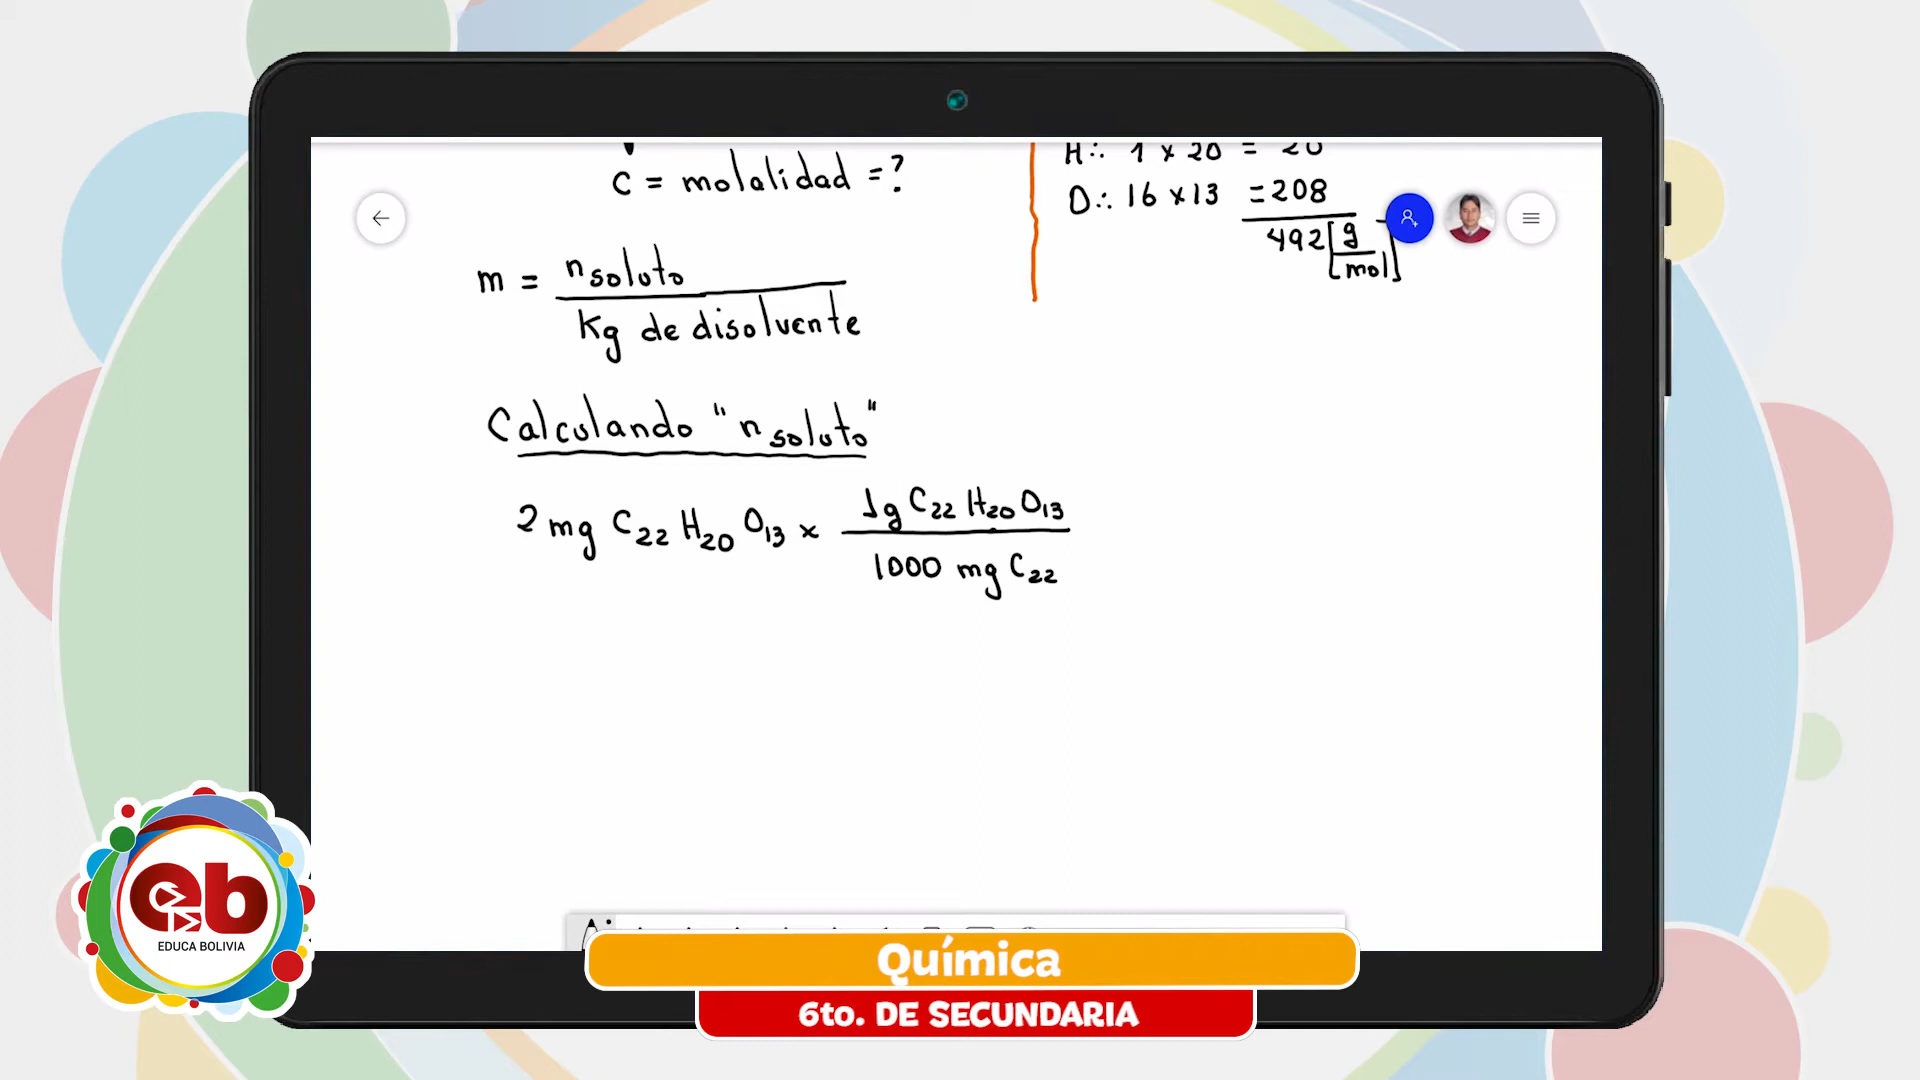 c = molalidad = ?
H∴ 1 x 20 = 20
O∴ 16 x 13 = 208
492 [g/mol]
m = n soluto
Kg de disolvente
Calculando "n soluto"
2 mg C22 H20 O13 x 1g C22 H20 O13
1000 mg C22
eb
EDUCA BOLIVIA
Química
6to. DE SECUNDARIA